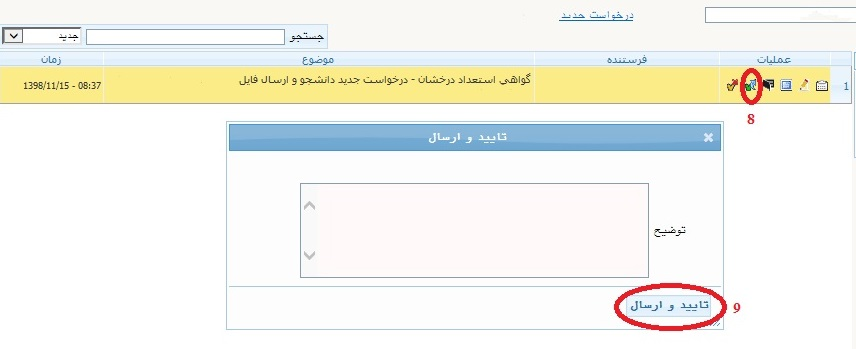 درخواست جدید
جستجو جدید
عملیات فرستنده موضوع زمان
1 گواهي استعداد درخشان - درخواست جدید دانشجو و ارسال فایل 1398/11/15 - 08:37
8
تایید و ارسال
توضیح
تایید و ارسال 9